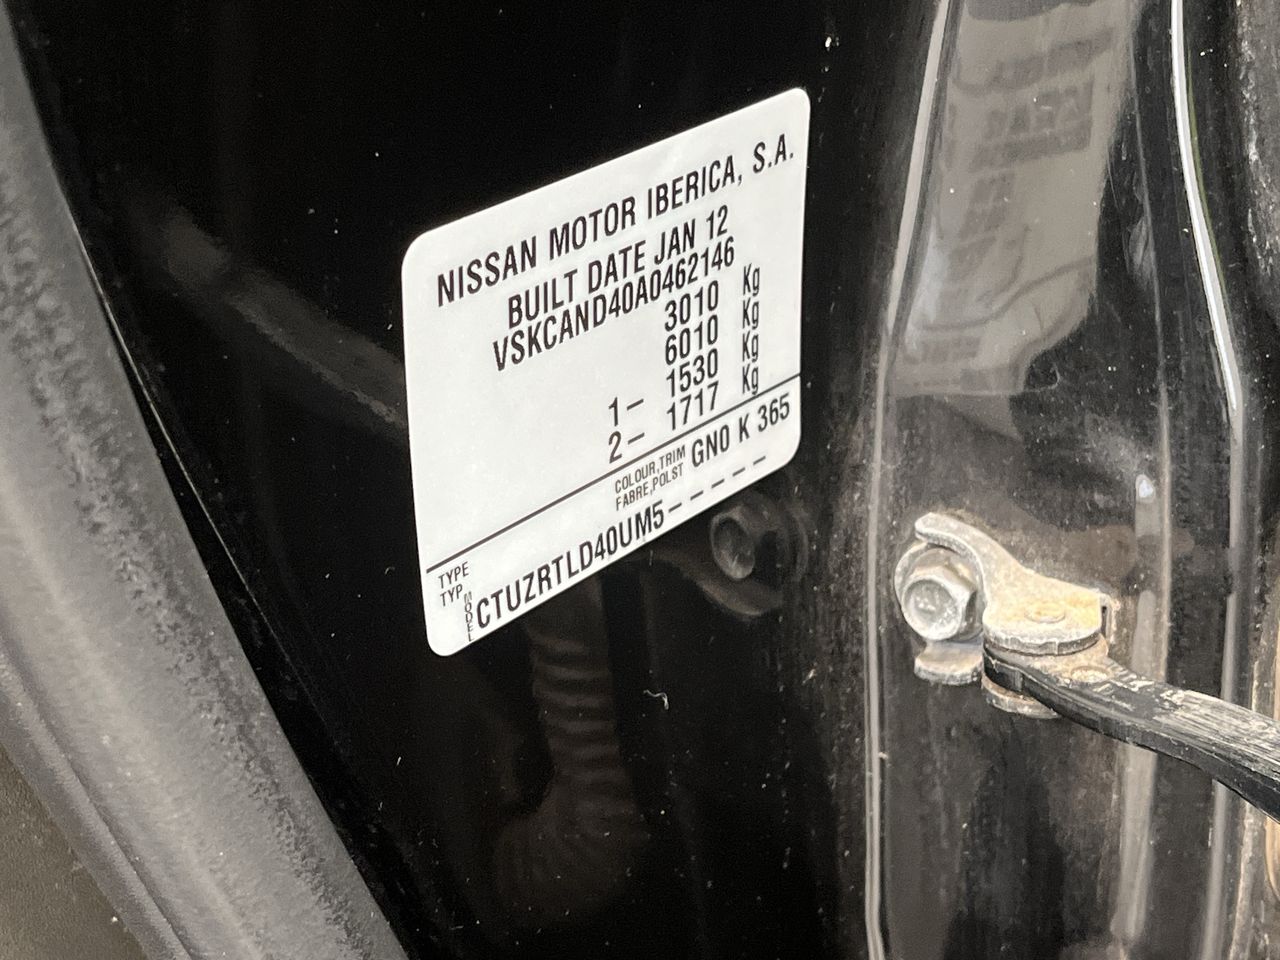 NISSAN MOTOR IBERICA, S.A.
BUILT DATE JAN 12
VSKCAND40A0462146
3010 Kg
6010 Kg
1 – 1530 Kg
2 – 1717 Kg
COLOUR,TRIM
FABRE,POLST
GN0 K 365
TYPE
TYP
MODEL
CTUZRTLD40UM5 – – – – –